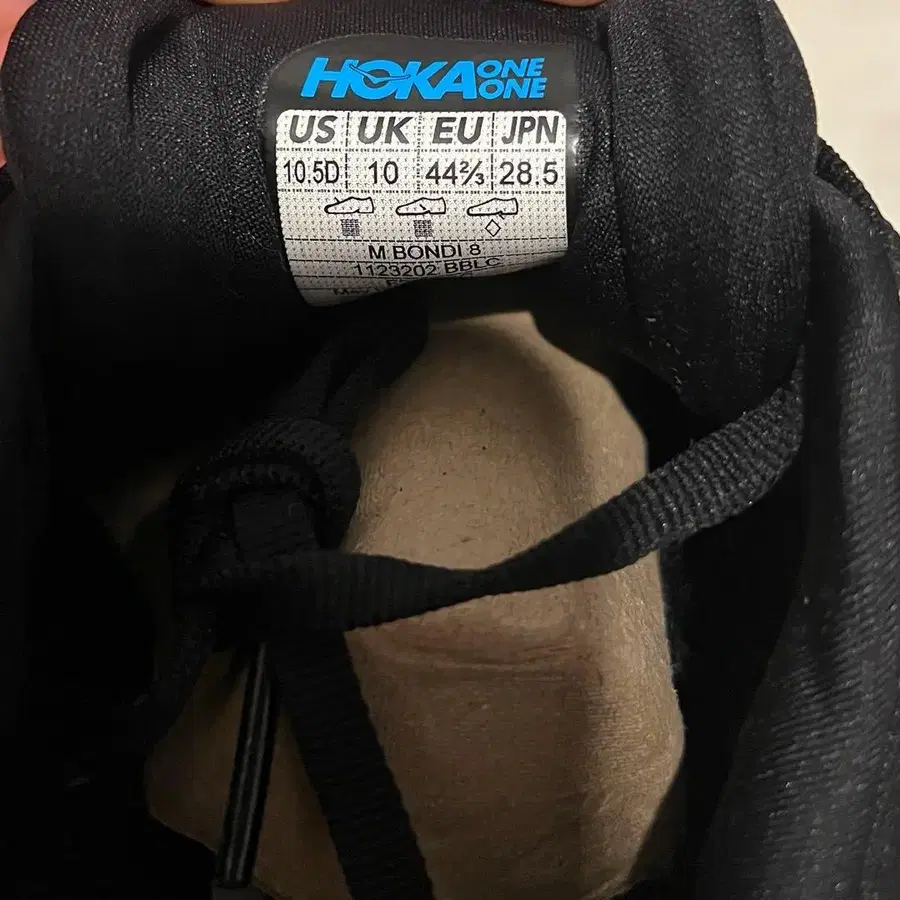 HOKA ONE ONE
US UK EU JPN
10.5D 10 44⅔ 28.5
M BONDI 8
1123202 BBLC